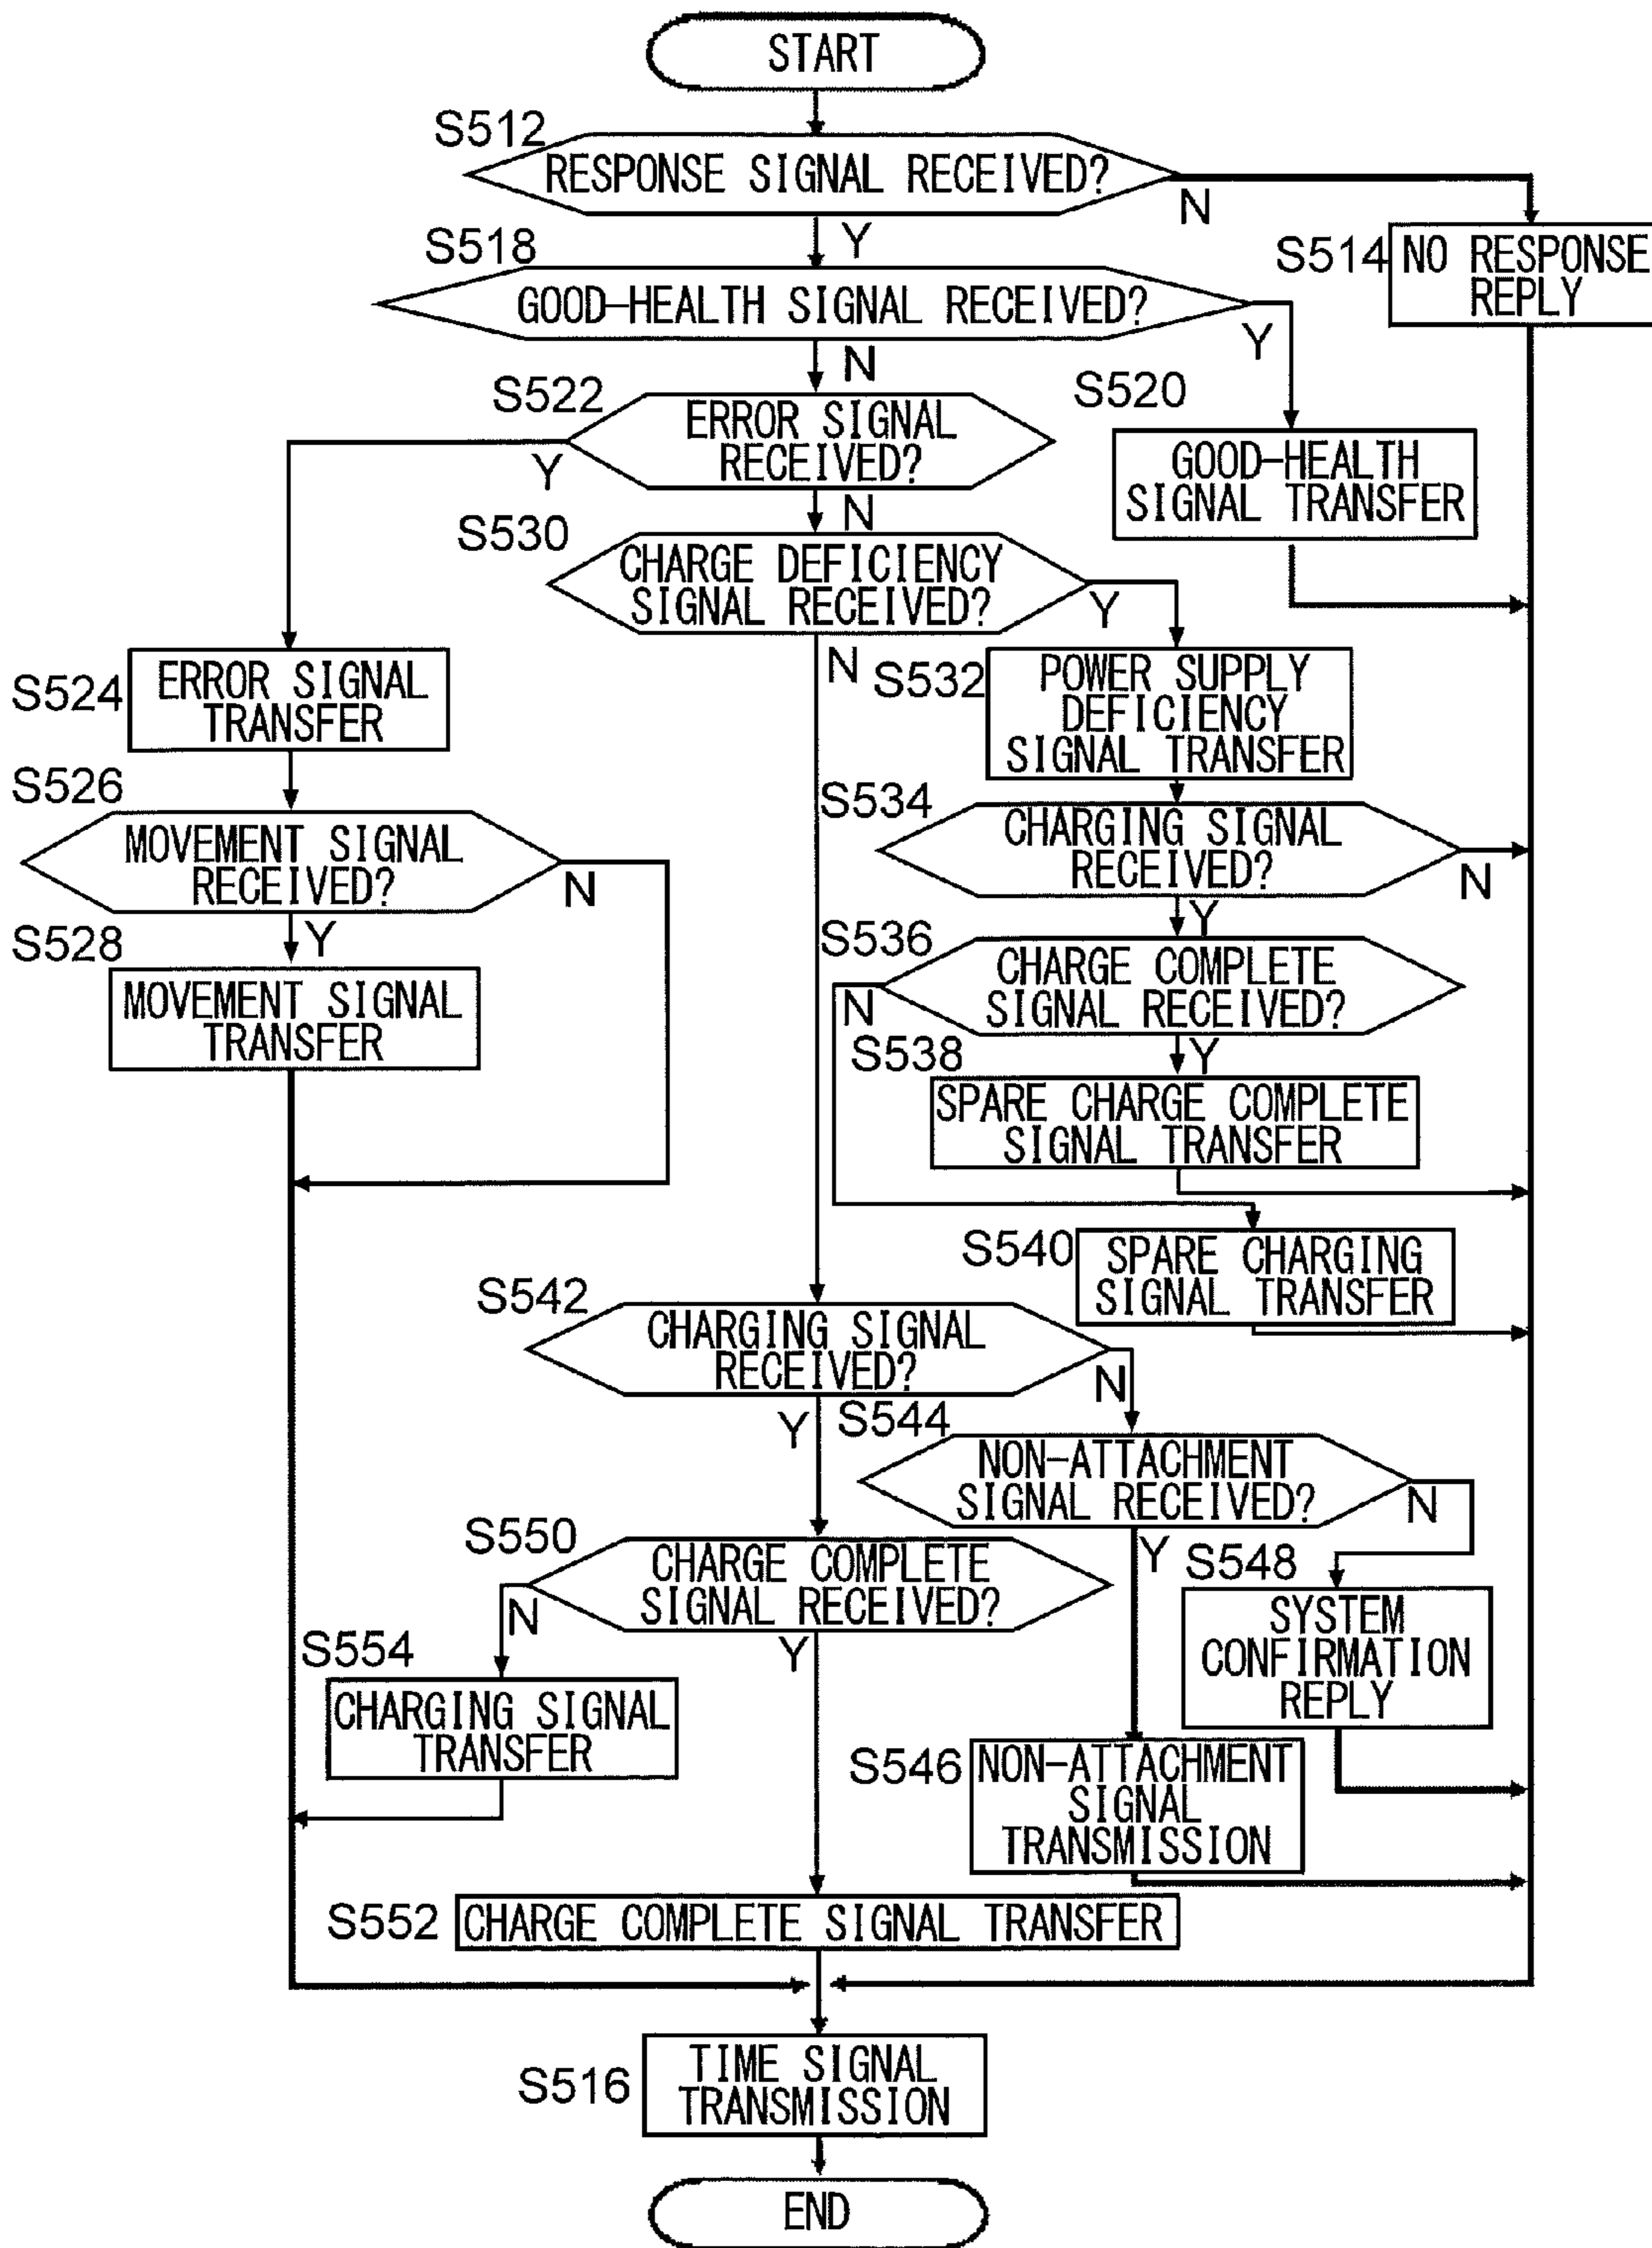 START
S512
RESPONSE SIGNAL RECEIVED?
N
Y
S514
NO RESPONSE
REPLY
S518
GOOD-HEALTH SIGNAL RECEIVED?
Y
N
S520
GOOD-HEALTH
SIGNAL TRANSFER
S522
ERROR SIGNAL
RECEIVED?
Y
N
S530
CHARGE DEFICIENCY
SIGNAL RECEIVED?
Y
N
S524
ERROR SIGNAL
TRANSFER
S532
POWER SUPPLY
DEFICIENCY
SIGNAL TRANSFER
S526
MOVEMENT SIGNAL
RECEIVED?
N
Y
S534
CHARGING SIGNAL
RECEIVED?
N
Y
S528
MOVEMENT SIGNAL
TRANSFER
S536
CHARGE COMPLETE
SIGNAL RECEIVED?
N
Y
S538
SPARE CHARGE COMPLETE
SIGNAL TRANSFER
S540
SPARE CHARGING
SIGNAL TRANSFER
S542
CHARGING SIGNAL
RECEIVED?
N
Y
S544
NON-ATTACHMENT
SIGNAL RECEIVED?
N
Y
S550
CHARGE COMPLETE
SIGNAL RECEIVED?
N
Y
S548
SYSTEM
CONFIRMATION
REPLY
S554
CHARGING SIGNAL
TRANSFER
S546
NON-ATTACHMENT
SIGNAL
TRANSMISSION
S552
CHARGE COMPLETE SIGNAL TRANSFER
S516
TIME SIGNAL
TRANSMISSION
END